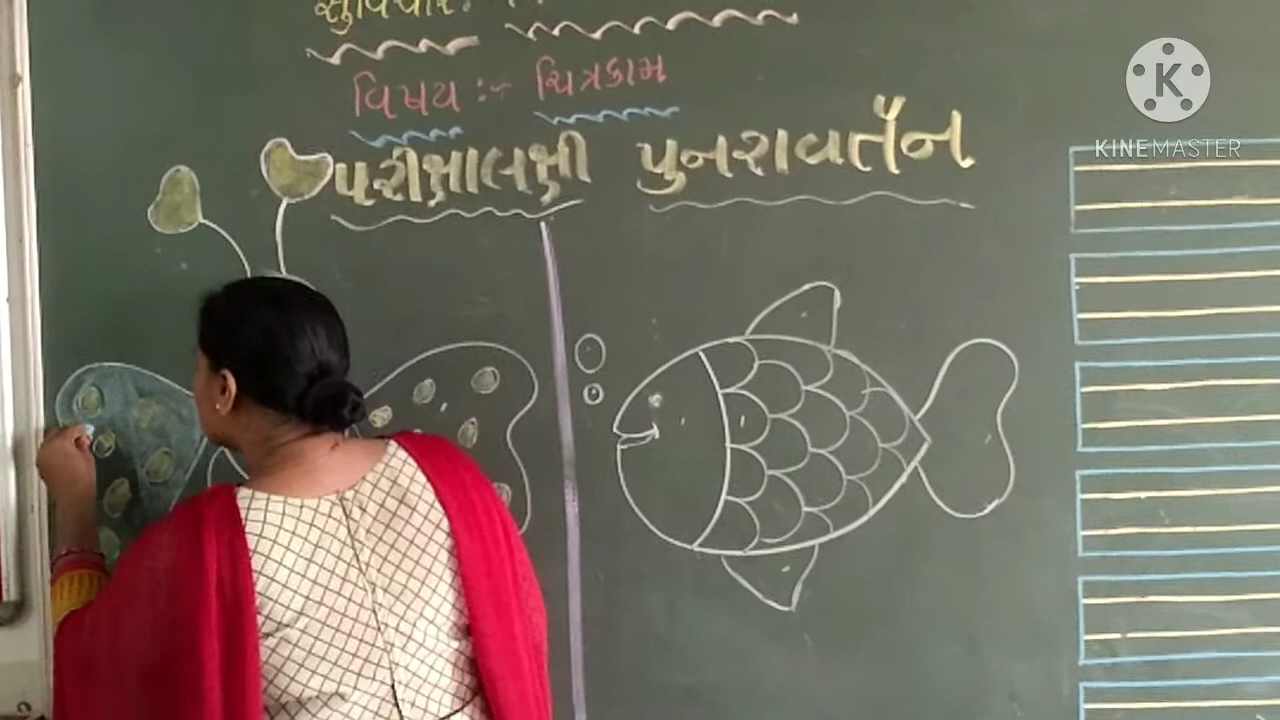 સુવિચાર:
વિષય :- ચિત્રકામ
પરીક્ષાલક્ષી પુનરાવર્તન
K
KINEMASTER